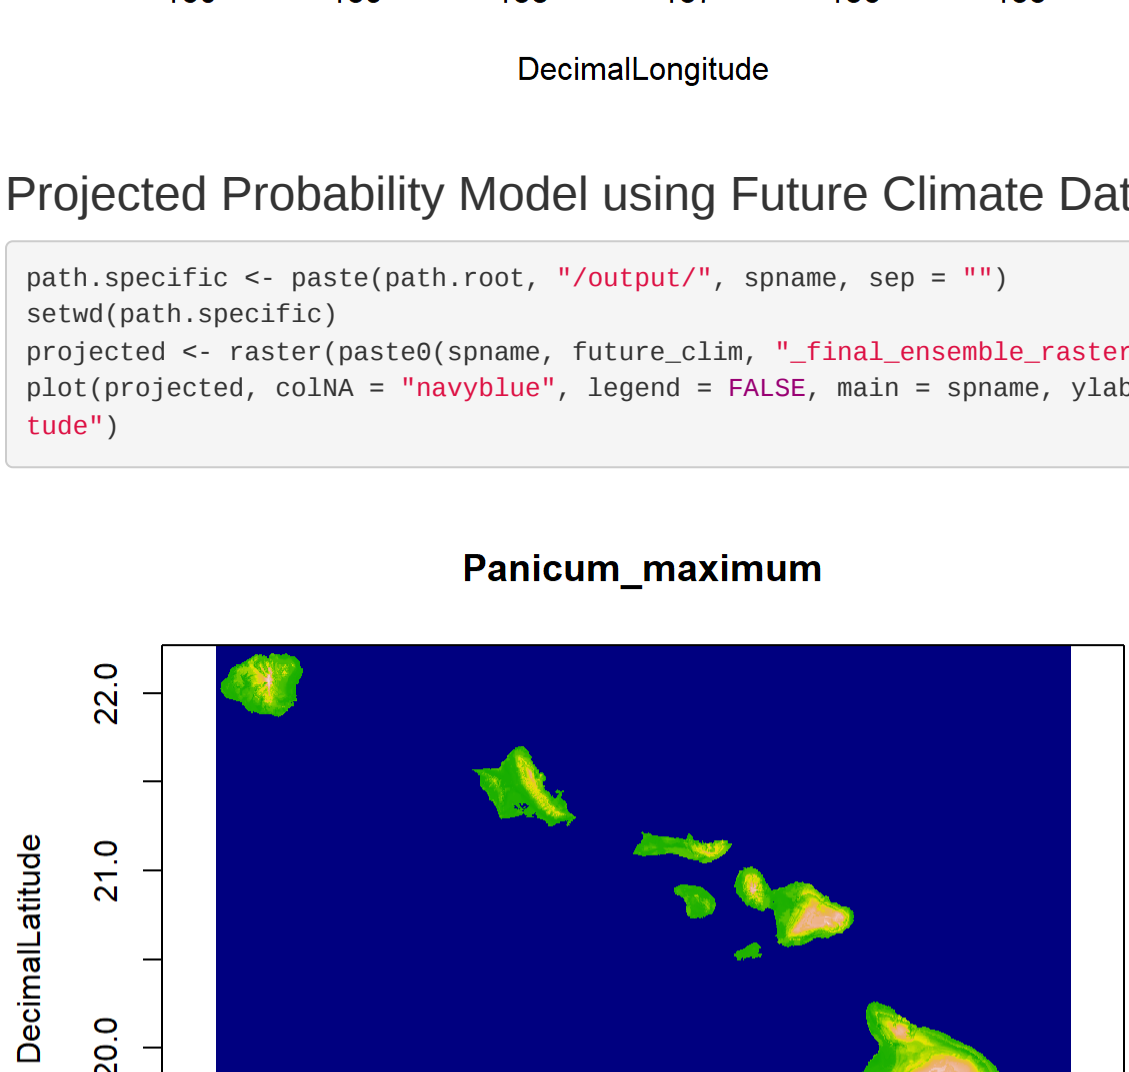 DecimalLongitude
Projected Probability Model using Future Climate Dat
path.specific <- paste(path.root, "/output/", spname, sep = "")
setwd(path.specific)
projected <- raster(paste0(spname, future_clim, "_final_ensemble_raster
plot(projected, colNA = "navyblue", legend = FALSE, main = spname, ylab
tude")
Panicum_maximum
22.0
21.0
20.0
DecimalLatitude